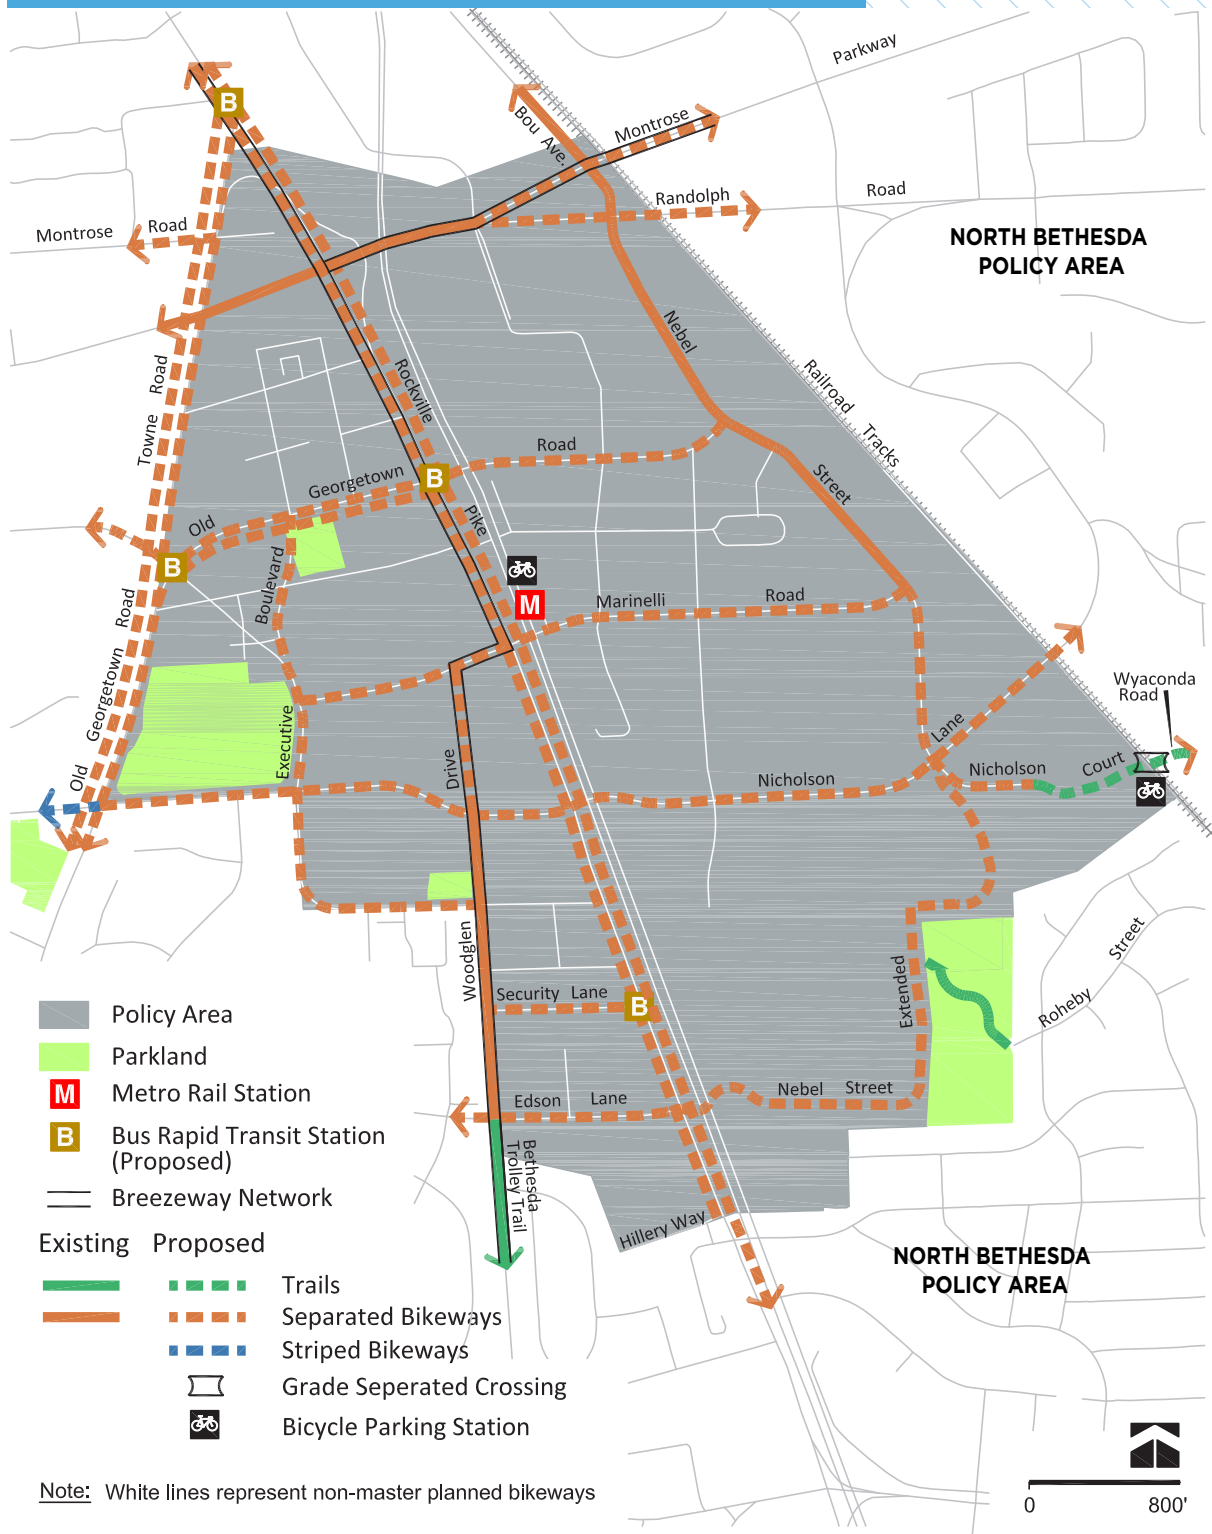 Parkway
B
Bou Ave.
Montrose
Randolph
Road
Montrose Road
NORTH BETHESDA
POLICY AREA
Nebel
Street
Railroad
Tracks
Rockville
Pike
Towne Road
Road
Georgetown
Old
B
B
Boulevard
M
Marinelli Road
Old Georgetown Road
Executive
Drive
Woodglen
Lane
Nicholson
Nicholson
Court
Wyaconda
Road
Street
Roheby
Extended
Security Lane
B
Edson Lane
Nebel Street
Bethesda
Trolley Trail
Hillery Way
NORTH BETHESDA
POLICY AREA
Policy Area
Parkland
M Metro Rail Station
B Bus Rapid Transit Station
(Proposed)
Breezeway Network
Existing Proposed
Trails
Separated Bikeways
Striped Bikeways
Grade Seperated Crossing
Bicycle Parking Station
Note: White lines represent non-master planned bikeways
0 800'